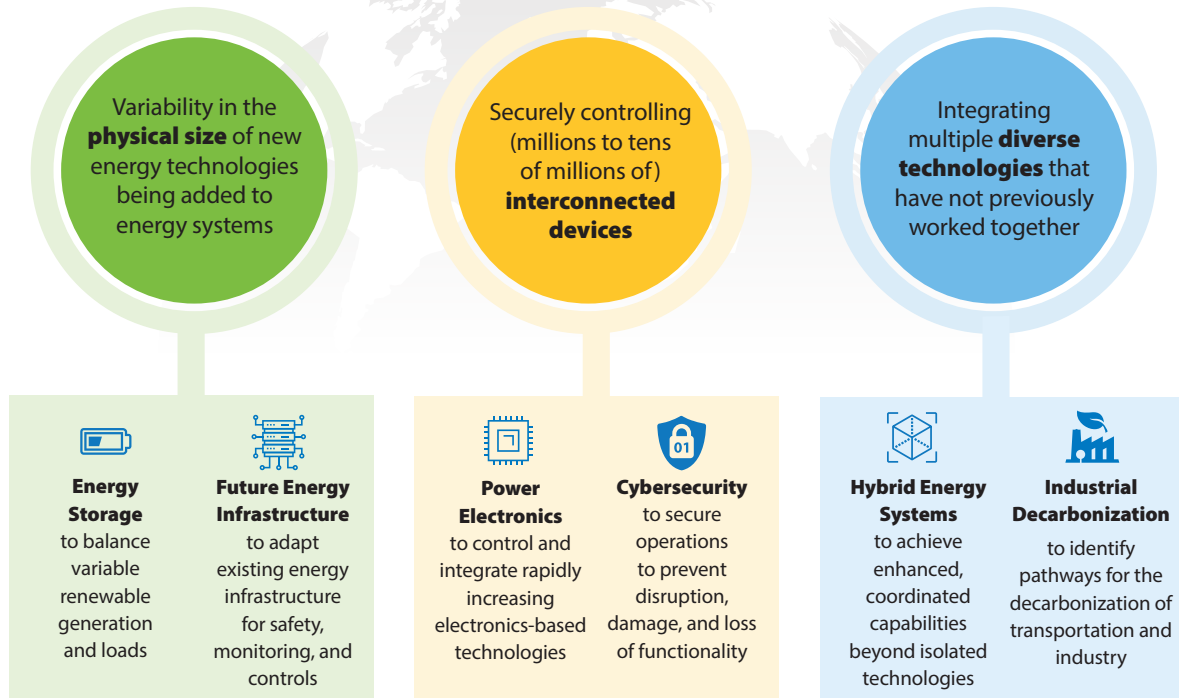 Variability in the
physical size of new
energy technologies
being added to
energy systems
Securely controlling
(millions to tens
of millions of)
interconnected
devices
Integrating
multiple diverse
technologies that
have not previously
worked together
Energy
Storage
to balance
variable
renewable
generation
and loads
Future Energy
Infrastructure
to adapt
existing energy
infrastructure
for safety,
monitoring, and
controls
Power
Electronics
to control and
integrate rapidly
increasing
electronics-based
technologies
01
Cybersecurity
to secure
operations
to prevent
disruption,
damage, and loss
of functionality
Hybrid Energy
Systems
to achieve
enhanced,
coordinated
capabilities
beyond isolated
technologies
Industrial
Decarbonization
to identify
pathways for the
decarbonization of
transportation and
industry